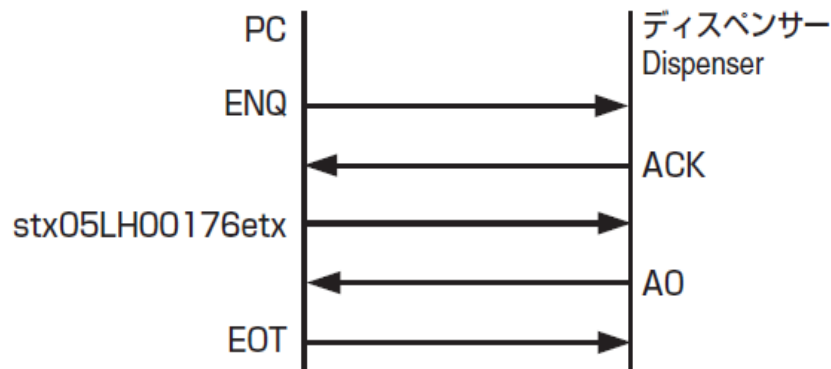 PC
ディスペンサー
Dispenser
ENQ
ACK
stx05LH00176etx
A0
EOT